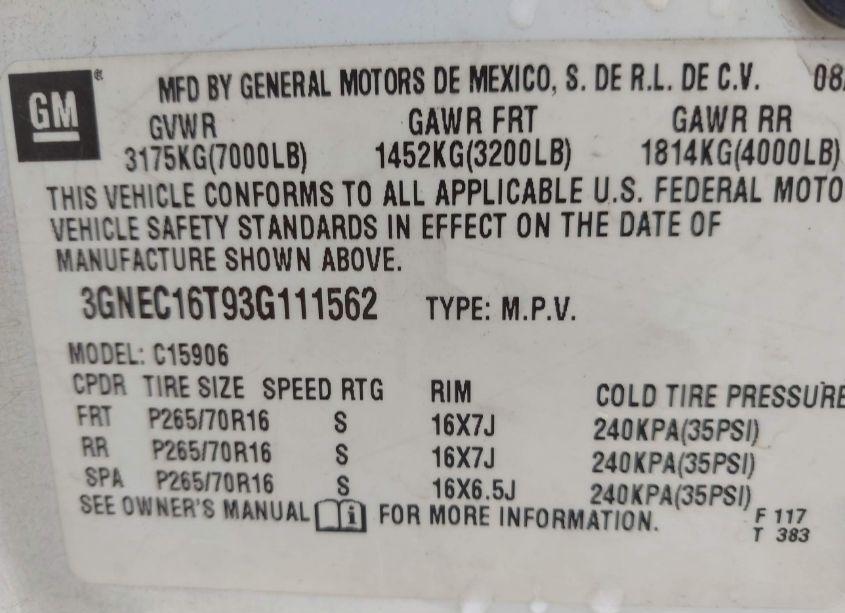 GM ® MFD BY GENERAL MOTORS DE MEXICO, S. DE R.L. DE C.V. 08
GVWR GAWR FRT GAWR RR
3175KG(7000LB) 1452KG(3200LB) 1814KG(4000LB)
THIS VEHICLE CONFORMS TO ALL APPLICABLE U.S. FEDERAL MOTO
VEHICLE SAFETY STANDARDS IN EFFECT ON THE DATE OF
MANUFACTURE SHOWN ABOVE.
3GNEC16T93G111562 TYPE: M.P.V.
MODEL: C15906
CPDR TIRE SIZE SPEED RTG RIM COLD TIRE PRESSURE
FRT P265/70R16 S 16X7J 240KPA(35PSI)
RR P265/70R16 S 16X7J 240KPA(35PSI)
SPA P265/70R16 S 16X6.5J 240KPA(35PSI)
SEE OWNER'S MANUAL i FOR MORE INFORMATION.
F 117
T 383